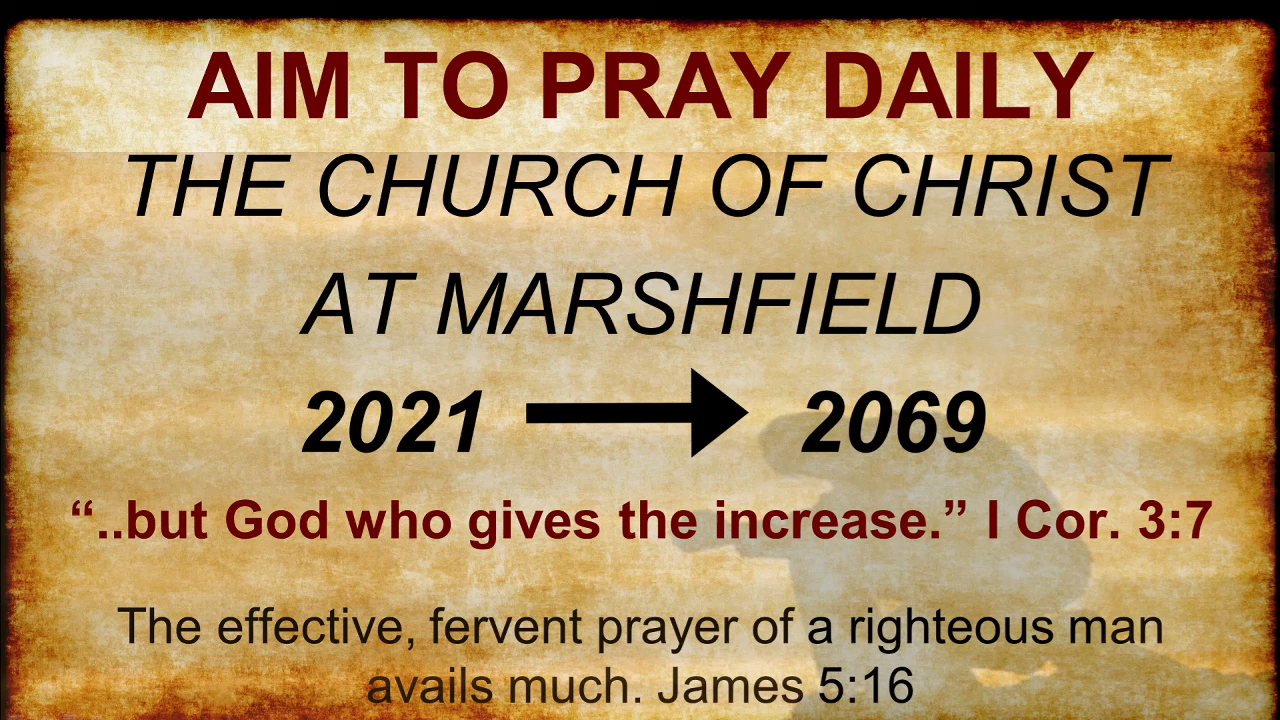 AIM TO PRAY DAILY
THE CHURCH OF CHRIST
AT MARSHFIELD
2021 2069
“..but God who gives the increase.” I Cor. 3:7
The effective, fervent prayer of a righteous man
avails much. James 5:16